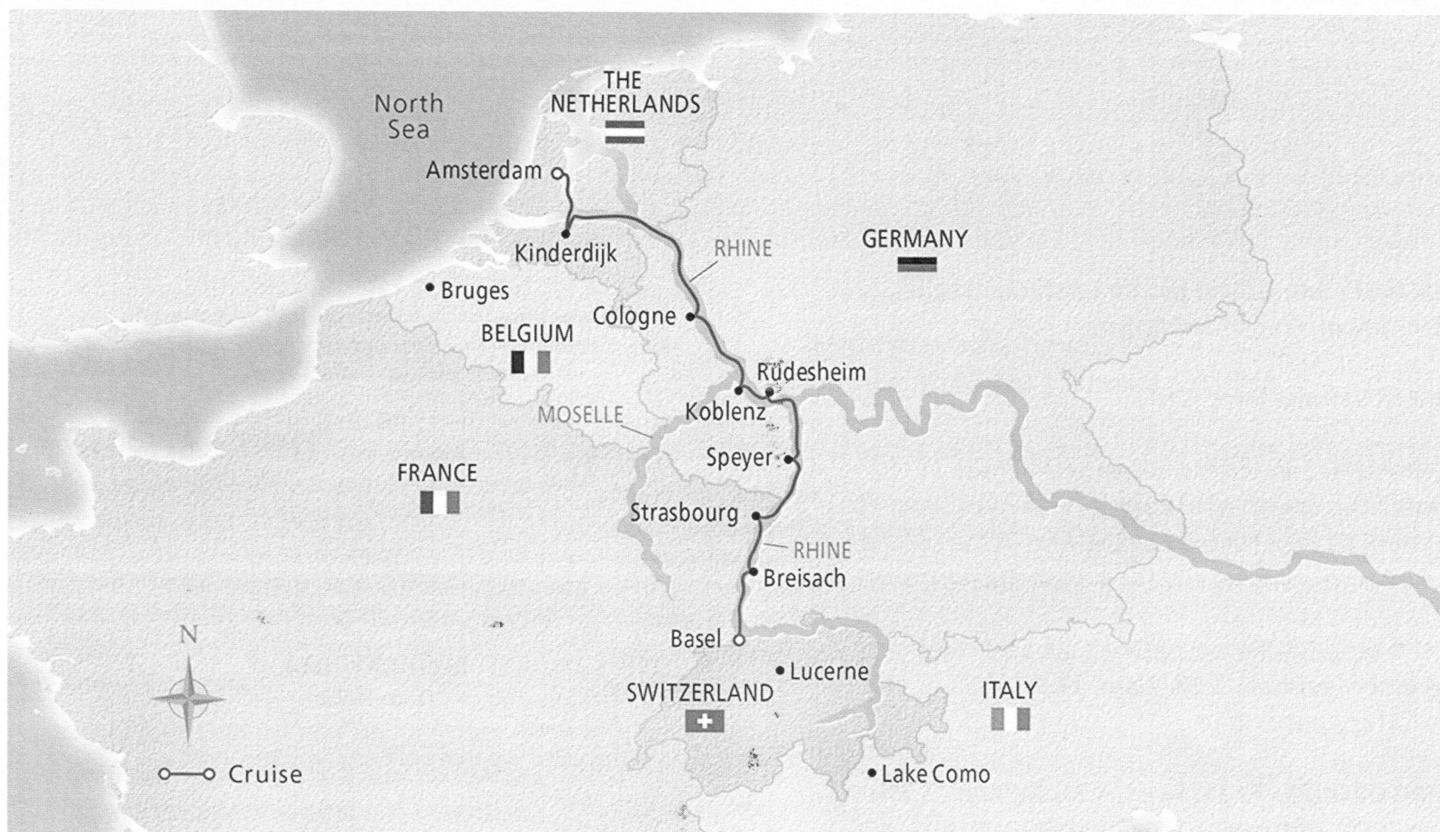 THE
NETHERLANDS
North
Sea
Amsterdam
Kinderdijk
RHINE
GERMANY
Bruges
Cologne
BELGIUM
Rüdesheim
Koblenz
MOSELLE
Speyer
FRANCE
Strasbourg
RHINE
Breisach
N
Basel
Lucerne
SWITZERLAND
ITALY
Cruise
Lake Como